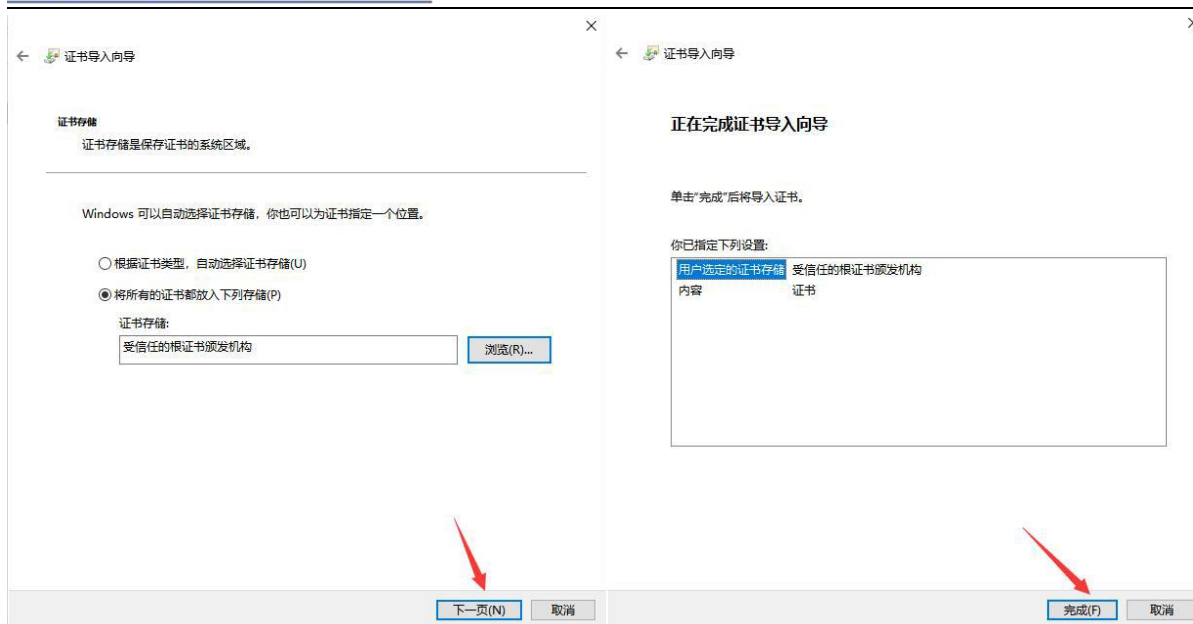 证书导入向导
证书存储
证书存储是保存证书的系统区域。
Windows 可以自动选择证书存储，你也可以为证书指定一个位置。
根据证书类型，自动选择证书存储(U)
将所有的证书都放入下列存储(P)
证书存储:
受信任的根证书颁发机构
浏览(R)...
下一页(N)
取消
证书导入向导
正在完成证书导入向导
单击"完成"后将导入证书。
你已指定下列设置:
用户选定的证书存储 受信任的根证书颁发机构
内容 证书
完成(F)
取消